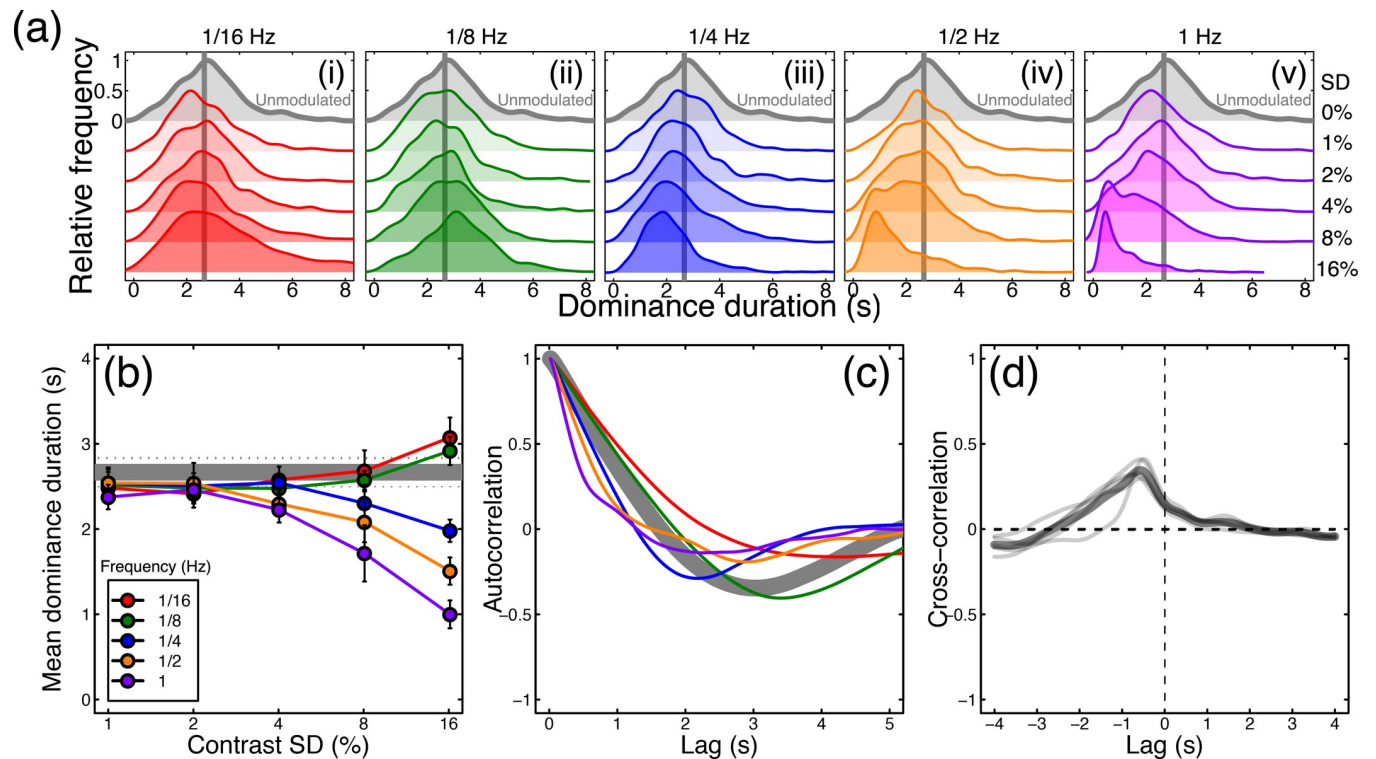 (a)
1/16 Hz 1/8 Hz 1/4 Hz 1/2 Hz 1 Hz
Relative frequency
1
0.5
0
(i) (ii) (iii) (iv) (v)
Unmodulated Unmodulated Unmodulated Unmodulated Unmodulated
SD
0%
1%
2%
4%
8%
16%
0 2 4 6 8 0 2 4 6 8 0 2 4 6 8 0 2 4 6 8 0 2 4 6 8
Dominance duration (s)
(b)
Mean dominance duration (s)
4
3
2
1
0
Frequency (Hz)
1/16
1/8
1/4
1/2
1
1 2 4 8 16
Contrast SD (%)
(c)
Autocorrelation
1
0.5
0
−0.5
−1
0 1 2 3 4 5
Lag (s)
(d)
Cross−correlation
1
0.5
0
−0.5
−1
−4 −3 −2 −1 0 1 2 3 4
Lag (s)